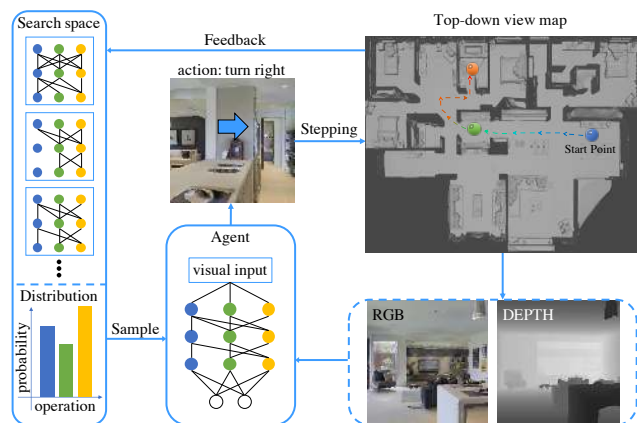 Search space
Feedback
Top-down view map
action: turn right
Stepping
Start Point
Agent
visual input
Distribution
probability
operation
Sample
RGB
DEPTH